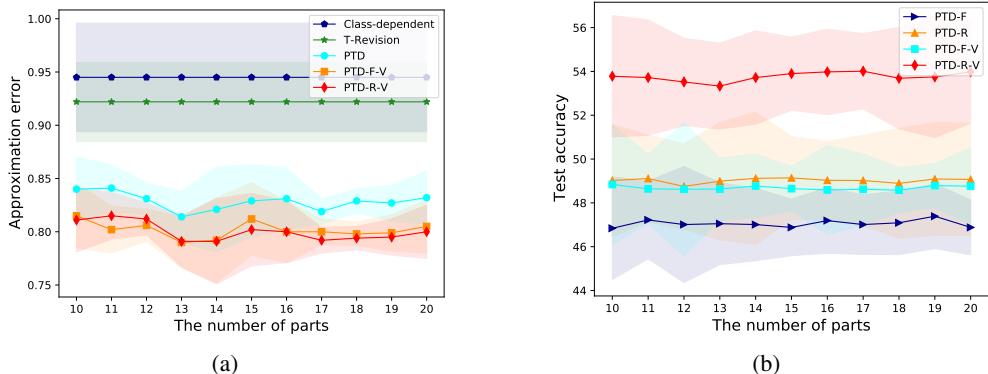 Approximation error
1.00
0.95
0.90
0.85
0.80
0.75
Class-dependent
T-Revision
PTD
PTD-F-V
PTD-R-V
10 11 12 13 14 15 16 17 18 19 20
The number of parts
(a)
Test accuracy
56
54
52
50
48
46
44
PTD-F
PTD-R
PTD-F-V
PTD-R-V
10 11 12 13 14 15 16 17 18 19 20
The number of parts
(b)